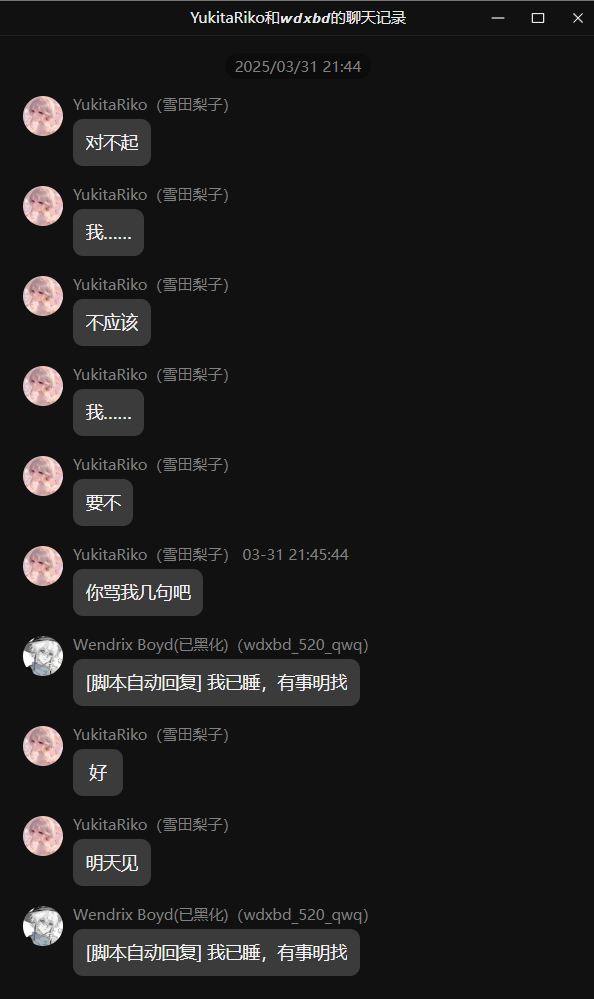 YukitaRiko和wdxbd的聊天记录
2025/03/31 21:44
YukitaRiko（雪田梨子）
对不起
YukitaRiko（雪田梨子）
我……
YukitaRiko（雪田梨子）
不应该
YukitaRiko（雪田梨子）
我……
YukitaRiko（雪田梨子）
要不
YukitaRiko（雪田梨子） 03-31 21:45:44
你骂我几句吧
Wendrix Boyd(已黑化)（wdxbd_520_qwq）
[脚本自动回复] 我已睡，有事明找
YukitaRiko（雪田梨子）
好
YukitaRiko（雪田梨子）
明天见
Wendrix Boyd(已黑化)（wdxbd_520_qwq）
[脚本自动回复] 我已睡，有事明找